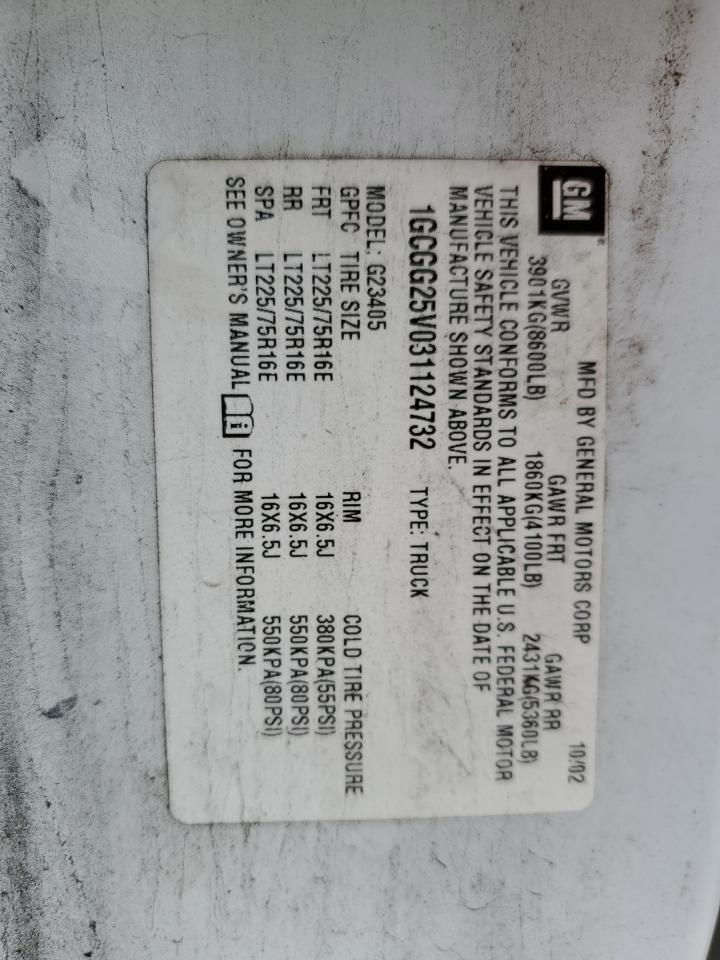 GM ®
MFD BY GENERAL MOTORS CORP 10/02
GVWR GAWR FRT GAWR RR
3901KG(8600LB) 1860KG(4100LB) 2431KG(5360LB)
THIS VEHICLE CONFORMS TO ALL APPLICABLE U.S. FEDERAL MOTOR
VEHICLE SAFETY STANDARDS IN EFFECT ON THE DATE OF
MANUFACTURE SHOWN ABOVE.
1GCGG25V031124732 TYPE: TRUCK
MODEL: G23405
GPFC TIRE SIZE RIM COLD TIRE PRESSURE
FRT LT225/75R16E 16X6.5J 380KPA(55PSI)
RR LT225/75R16E 16X6.5J 550KPA(80PSI)
SPA LT225/75R16E 16X6.5J 550KPA(80PSI)
SEE OWNER'S MANUAL i FOR MORE INFORMATION.